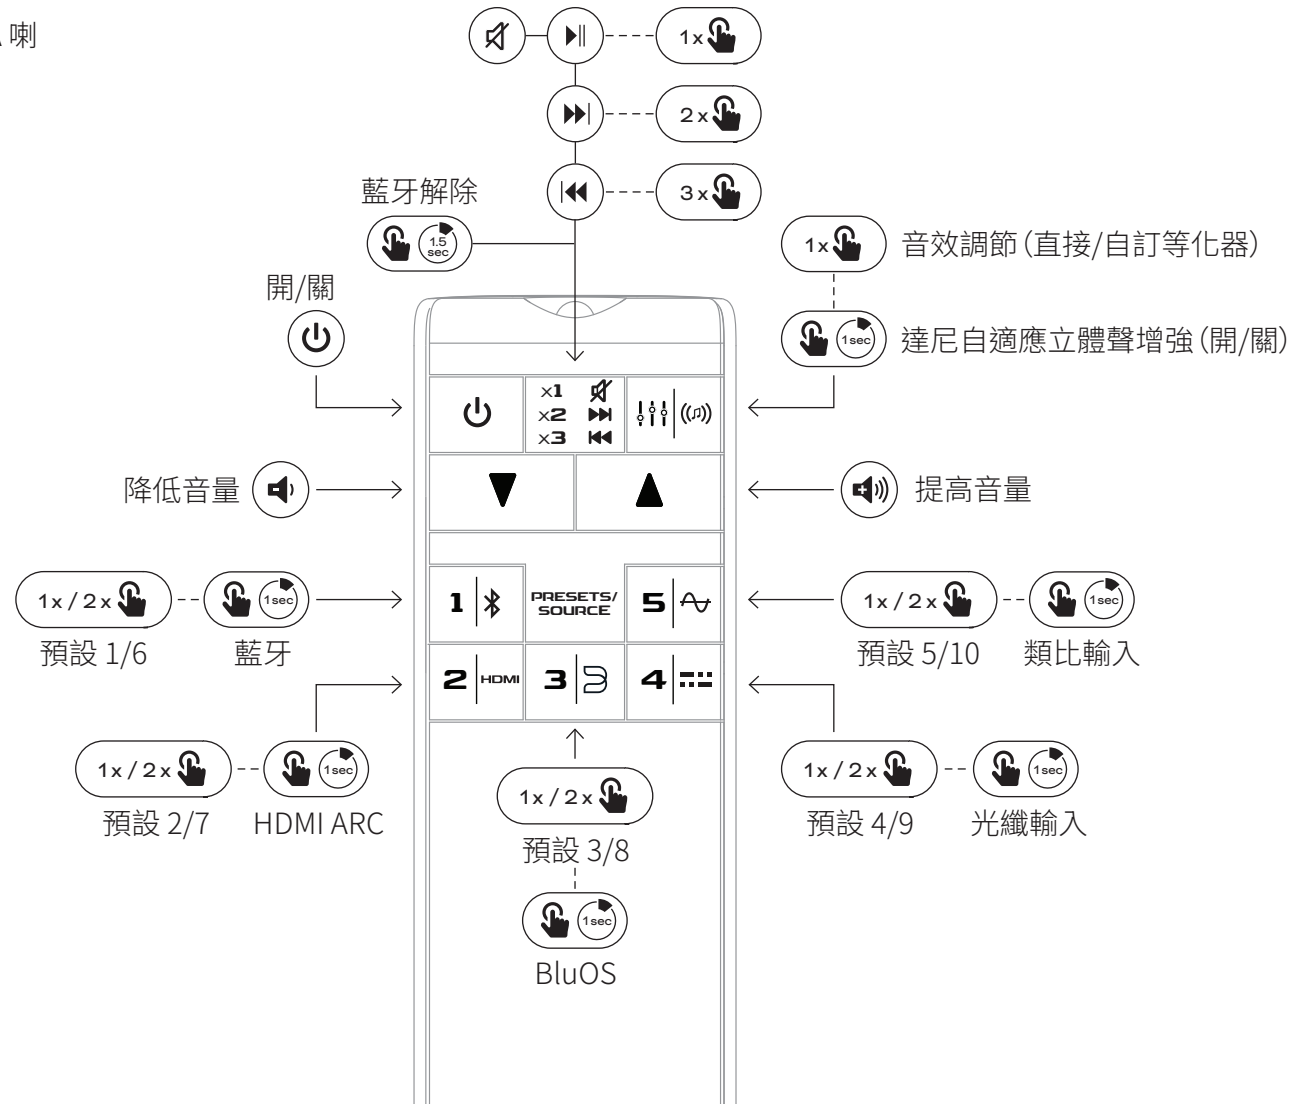 喇
1x
2x
3x
藍牙解除
1.5
sec
1x
音效調節(直接/自訂等化器)
開/關
1sec
達尼自適應立體聲增強(開/關)
x1
x2
x3
降低音量
提高音量
1x / 2x
1sec
1
PRESETS/
SOURCE
5
1x / 2x
1sec
預設 1/6
藍牙
預設 5/10
類比輸入
2
HDMI
3
4
1x / 2x
1sec
1x / 2x
1x / 2x
1sec
預設 2/7
HDMI ARC
預設 3/8
預設 4/9
光纖輸入
1sec
BluOS